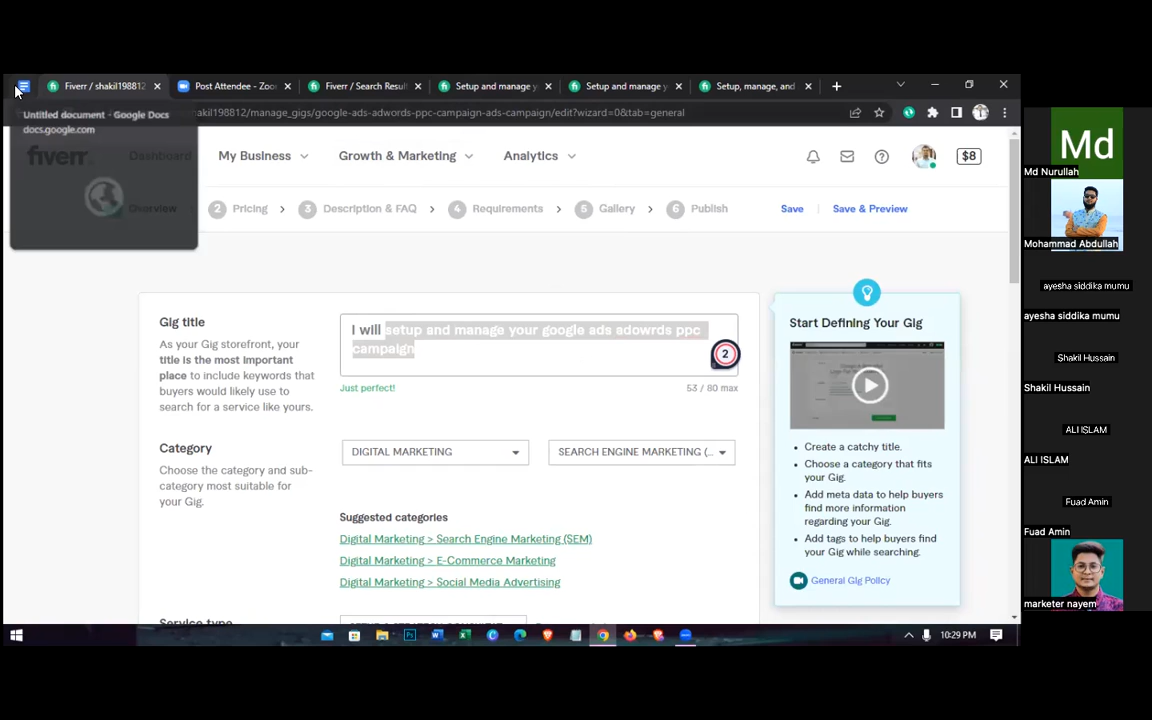 Fiverr / shakil198812
Post Attendee - Zoo
Fiverr / Search Resul
Setup and manage y
Setup and manage y
Setup, manage, and
Untitled document - Google Docs
docs.google.com
shakil198812/manage_gigs/google-ads-adwords-ppc-campaign-ads-campaign/edit?wizard=0&tab=general
fiverr.
Dashboard
My Business
Growth & Marketing
Analytics
$8
Overview
2 Pricing
3 Description & FAQ
4 Requirements
5 Gallery
6 Publish
Save
Save & Preview
Gig title
As your Gig storefront, your
title is the most important
place to include keywords that
buyers would likely use to
search for a service like yours.
I will setup and manage your google ads adowrds ppc
campaign
2
Just perfect!
53 / 80 max
Category
Choose the category and sub-
category most suitable for
your Gig.
DIGITAL MARKETING
SEARCH ENGINE MARKETING (...
Suggested categories
Digital Marketing > Search Engine Marketing (SEM)
Digital Marketing > E-Commerce Marketing
Digital Marketing > Social Media Advertising
Service type
Start Defining Your Gig
Create a catchy title.
Choose a category that fits
your Gig.
Add meta data to help buyers
find more information
regarding your Gig.
Add tags to help buyers find
your Gig while searching.
General Gig Policy
10:29 PM
Md
Md Nurullah
Mohammad Abdullah
ayesha siddika mumu
ayesha siddika mumu
Shakil Hussain
Shakil Hussain
ALI ISLAM
ALI ISLAM
Fuad Amin
Fuad Amin
marketer nayem